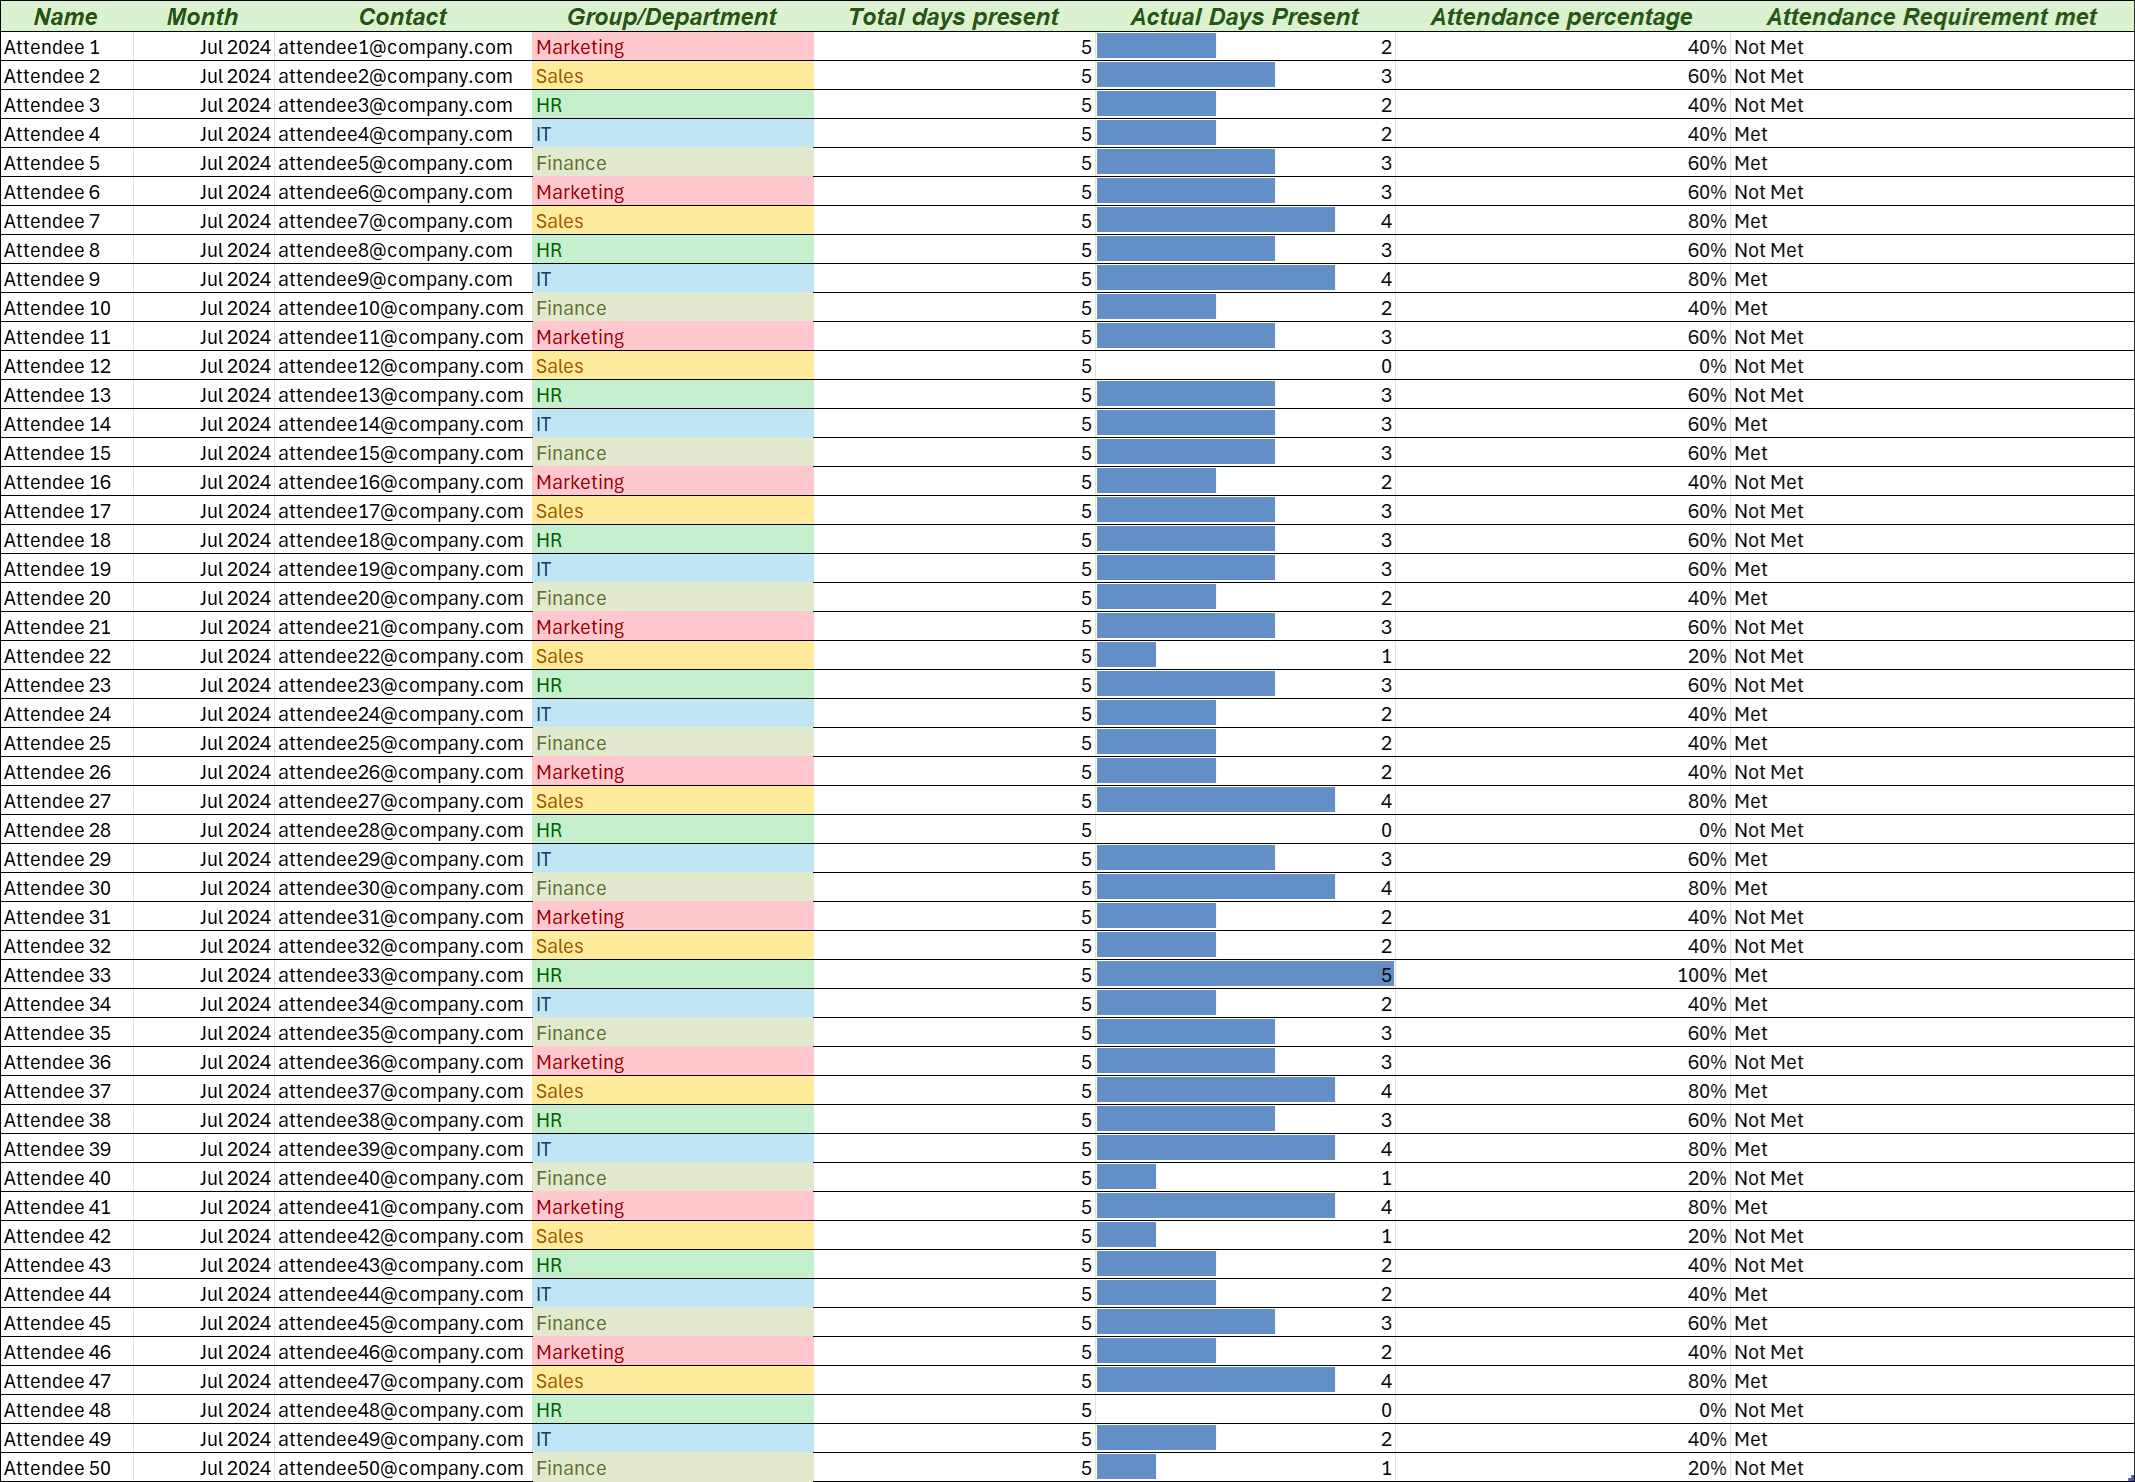 Name Month Contact Group/Department Total days present Actual Days Present Attendance percentage Attendance Requirement met
Attendee 1 Jul 2024 attendee1@company.com Marketing 5 2 40% Not Met
Attendee 2 Jul 2024 attendee2@company.com Sales 5 3 60% Not Met
Attendee 3 Jul 2024 attendee3@company.com HR 5 2 40% Not Met
Attendee 4 Jul 2024 attendee4@company.com IT 5 2 40% Met
Attendee 5 Jul 2024 attendee5@company.com Finance 5 3 60% Met
Attendee 6 Jul 2024 attendee6@company.com Marketing 5 3 60% Not Met
Attendee 7 Jul 2024 attendee7@company.com Sales 5 4 80% Met
Attendee 8 Jul 2024 attendee8@company.com HR 5 3 60% Not Met
Attendee 9 Jul 2024 attendee9@company.com IT 5 4 80% Met
Attendee 10 Jul 2024 attendee10@company.com Finance 5 2 40% Met
Attendee 11 Jul 2024 attendee11@company.com Marketing 5 3 60% Not Met
Attendee 12 Jul 2024 attendee12@company.com Sales 5 0 0% Not Met
Attendee 13 Jul 2024 attendee13@company.com HR 5 3 60% Not Met
Attendee 14 Jul 2024 attendee14@company.com IT 5 3 60% Met
Attendee 15 Jul 2024 attendee15@company.com Finance 5 3 60% Met
Attendee 16 Jul 2024 attendee16@company.com Marketing 5 2 40% Not Met
Attendee 17 Jul 2024 attendee17@company.com Sales 5 3 60% Not Met
Attendee 18 Jul 2024 attendee18@company.com HR 5 3 60% Not Met
Attendee 19 Jul 2024 attendee19@company.com IT 5 3 60% Met
Attendee 20 Jul 2024 attendee20@company.com Finance 5 2 40% Met
Attendee 21 Jul 2024 attendee21@company.com Marketing 5 3 60% Not Met
Attendee 22 Jul 2024 attendee22@company.com Sales 5 1 20% Not Met
Attendee 23 Jul 2024 attendee23@company.com HR 5 3 60% Not Met
Attendee 24 Jul 2024 attendee24@company.com IT 5 2 40% Met
Attendee 25 Jul 2024 attendee25@company.com Finance 5 2 40% Met
Attendee 26 Jul 2024 attendee26@company.com Marketing 5 2 40% Not Met
Attendee 27 Jul 2024 attendee27@company.com Sales 5 4 80% Met
Attendee 28 Jul 2024 attendee28@company.com HR 5 0 0% Not Met
Attendee 29 Jul 2024 attendee29@company.com IT 5 3 60% Met
Attendee 30 Jul 2024 attendee30@company.com Finance 5 4 80% Met
Attendee 31 Jul 2024 attendee31@company.com Marketing 5 2 40% Not Met
Attendee 32 Jul 2024 attendee32@company.com Sales 5 2 40% Not Met
Attendee 33 Jul 2024 attendee33@company.com HR 5 5 100% Met
Attendee 34 Jul 2024 attendee34@company.com IT 5 2 40% Met
Attendee 35 Jul 2024 attendee35@company.com Finance 5 3 60% Met
Attendee 36 Jul 2024 attendee36@company.com Marketing 5 3 60% Not Met
Attendee 37 Jul 2024 attendee37@company.com Sales 5 4 80% Met
Attendee 38 Jul 2024 attendee38@company.com HR 5 3 60% Not Met
Attendee 39 Jul 2024 attendee39@company.com IT 5 4 80% Met
Attendee 40 Jul 2024 attendee40@company.com Finance 5 1 20% Not Met
Attendee 41 Jul 2024 attendee41@company.com Marketing 5 4 80% Met
Attendee 42 Jul 2024 attendee42@company.com Sales 5 1 20% Not Met
Attendee 43 Jul 2024 attendee43@company.com HR 5 2 40% Not Met
Attendee 44 Jul 2024 attendee44@company.com IT 5 2 40% Met
Attendee 45 Jul 2024 attendee45@company.com Finance 5 3 60% Met
Attendee 46 Jul 2024 attendee46@company.com Marketing 5 2 40% Not Met
Attendee 47 Jul 2024 attendee47@company.com Sales 5 4 80% Met
Attendee 48 Jul 2024 attendee48@company.com HR 5 0 0% Not Met
Attendee 49 Jul 2024 attendee49@company.com IT 5 2 40% Met
Attendee 50 Jul 2024 attendee50@company.com Finance 5 1 20% Not Met